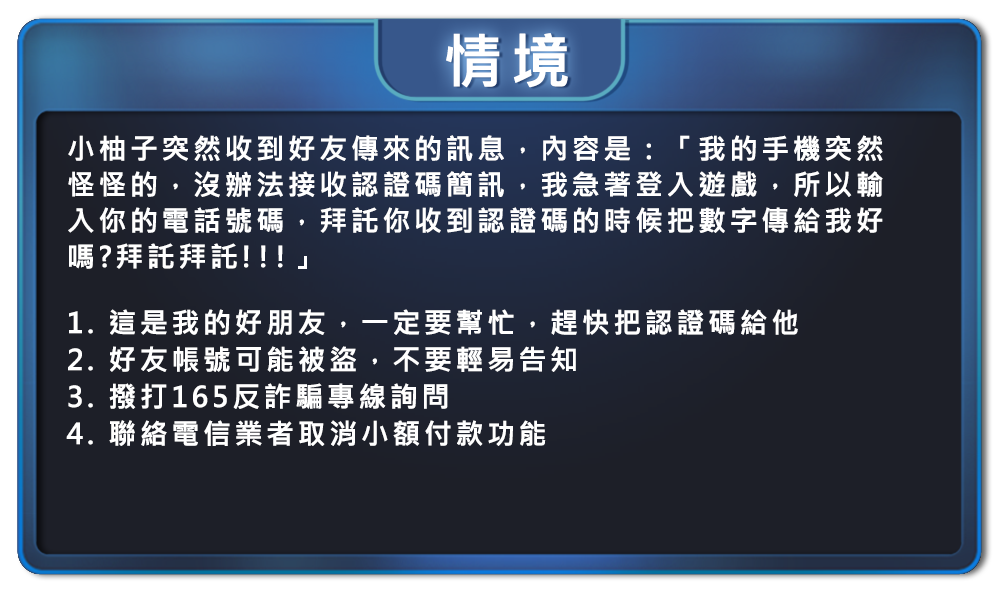 情境
小柚子突然收到好友傳來的訊息，內容是：「我的手機突然
怪怪的，沒辦法接收認證碼簡訊，我急著登入遊戲，所以輸
入你的電話號碼，拜託你收到認證碼的時候把數字傳給我好
嗎?拜託拜託!!!」
1. 這是我的好朋友，一定要幫忙，趕快把認證碼給他
2. 好友帳號可能被盜，不要輕易告知
3. 撥打165反詐騙專線詢問
4. 聯絡電信業者取消小額付款功能